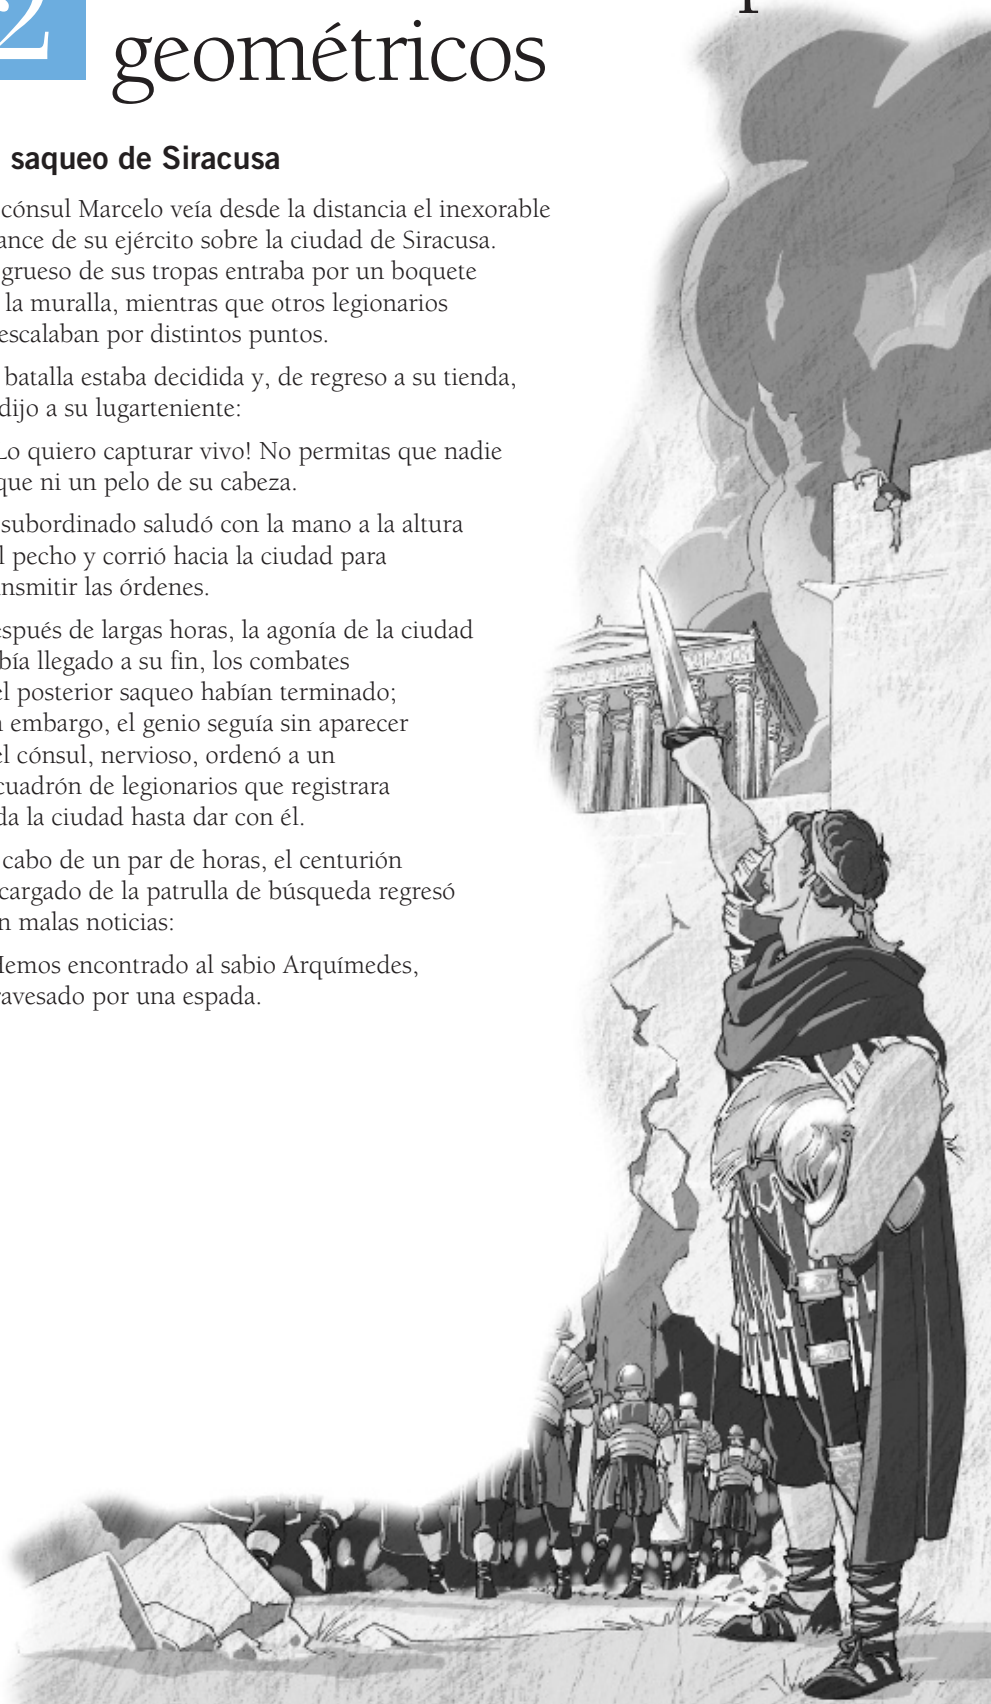 2
geométricos
saqueo de Siracusa
cónsul Marcelo veía desde la distancia el inexorable
ance de su ejército sobre la ciudad de Siracusa.
grueso de sus tropas entraba por un boquete
la muralla, mientras que otros legionarios
escalaban por distintos puntos.
batalla estaba decidida y, de regreso a su tienda,
dijo a su lugarteniente:
Lo quiero capturar vivo! No permitas que nadie
que ni un pelo de su cabeza.
subordinado saludó con la mano a la altura
l pecho y corrió hacia la ciudad para
nsmitir las órdenes.
espués de largas horas, la agonía de la ciudad
bía llegado a su fin, los combates
el posterior saqueo habían terminado;
n embargo, el genio seguía sin aparecer
el cónsul, nervioso, ordenó a un
cuadrón de legionarios que registrara
da la ciudad hasta dar con él.
cabo de un par de horas, el centurión
cargado de la patrulla de búsqueda regresó
n malas noticias:
Hemos encontrado al sabio Arquímedes,
ravesado por una espada.